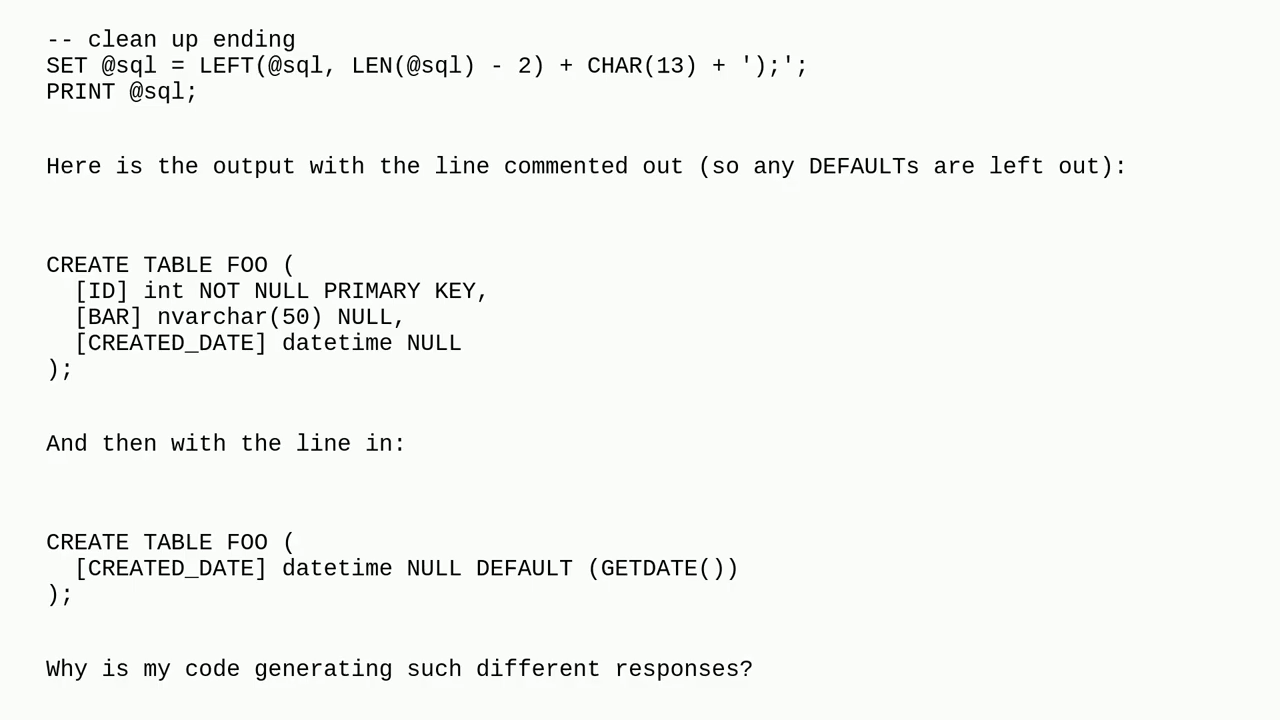 -- clean up ending
SET @sql = LEFT(@sql, LEN(@sql) - 2) + CHAR(13) + ');';
PRINT @sql;
Here is the output with the line commented out (so any DEFAULTs are left out):
CREATE TABLE FOO (
  [ID] int NOT NULL PRIMARY KEY,
  [BAR] nvarchar(50) NULL,
  [CREATED_DATE] datetime NULL
);
And then with the line in:
CREATE TABLE FOO (
  [CREATED_DATE] datetime NULL DEFAULT (GETDATE())
);
Why is my code generating such different responses?